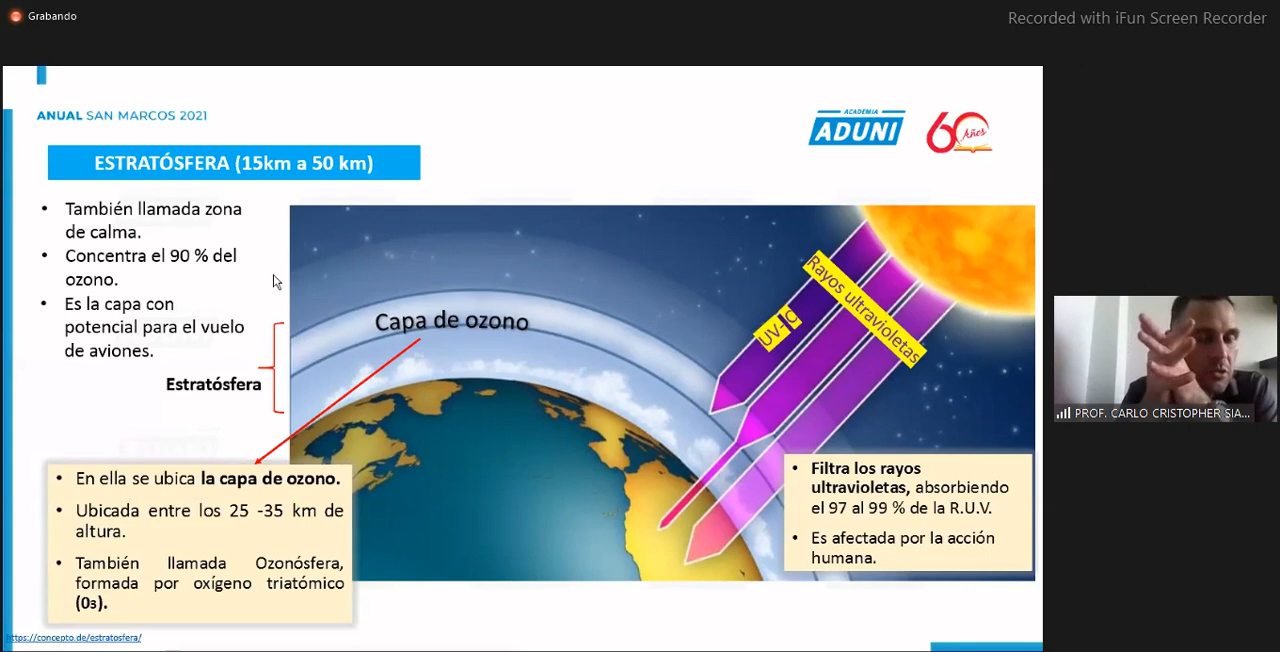 Grabando
Recorded with iFun Screen Recorder
ANUAL SAN MARCOS 2021
ACADEMIA
ADUNI
60 Años
ESTRATÓSFERA (15km a 50 km)
• También llamada zona
de calma.
• Concentra el 90 % del
ozono.
• Es la capa con
potencial para el vuelo
de aviones.
Estratósfera
Capa de ozono
UV-C
Rayos ultravioletas
• En ella se ubica la capa de ozono.
• Ubicada entre los 25 -35 km de
altura.
• También llamada Ozonósfera,
formada por oxígeno triatómico
(03).
• Filtra los rayos
ultravioletas, absorbiendo
el 97 al 99 % de la R.U.V.
• Es afectada por la acción
humana.
https://concepto.de/estratosfera/
PROF. CARLO CRISTOPHER SIA...